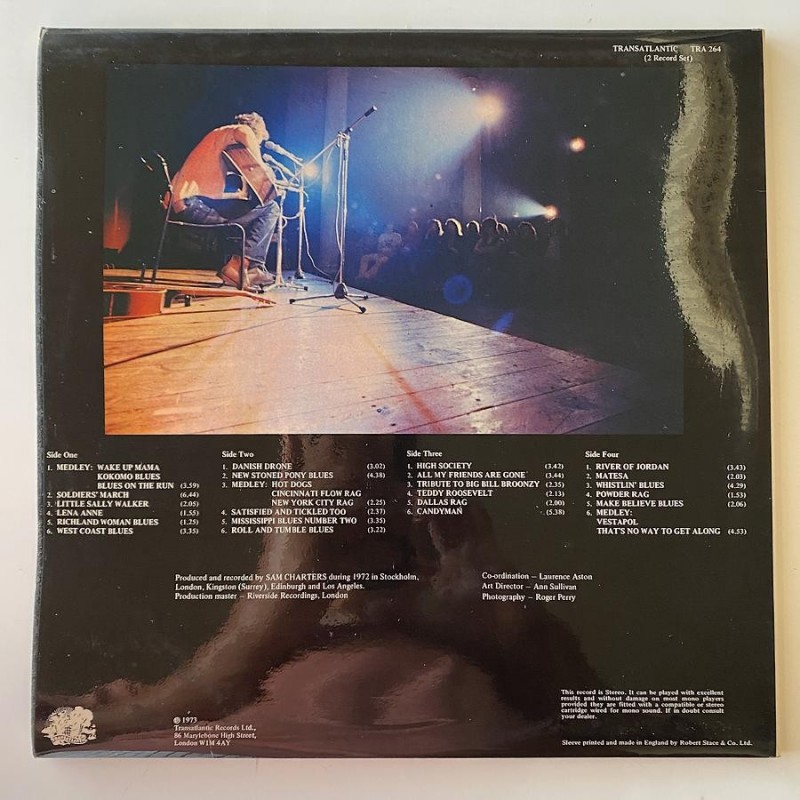 TRANSATLANTIC TRA 264
(2 Record Set)
Side One
1. MEDLEY: WAKE UP MAMA
KOKOMO BLUES
BLUES ON THE RUN (3.59)
2. SOLDIERS' MARCH (6.44)
3. LITTLE SALLY WALKER (2.05)
4. LENA ANNE (1.55)
5. RICHLAND WOMAN BLUES (1.25)
6. WEST COAST BLUES (3.35)
Side Two
1. DANISH DRONE (3.02)
2. NEW STONED PONY BLUES (4.38)
3. MEDLEY: HOT DOGS
CINCINNATI FLOW RAG
NEW YORK CITY RAG (2.25)
4. SATISFIED AND TICKLED TOO (2.37)
5. MISSISSIPPI BLUES NUMBER TWO (3.35)
6. ROLL AND TUMBLE BLUES (3.22)
Side Three
1. HIGH SOCIETY (3.42)
2. ALL MY FRIENDS ARE GONE (3.44)
3. TRIBUTE TO BIG BILL BROONZY (2.35)
4. TEDDY ROOSEVELT (2.13)
5. DALLAS RAG (2.00)
6. CANDYMAN (5.38)
Side Four
1. RIVER OF JORDAN (3.43)
2. MATESA (2.03)
3. WHISTLIN' BLUES (4.29)
4. POWDER RAG (1.53)
5. MAKE BELIEVE BLUES (2.06)
6. MEDLEY:
VESTAPOL
THAT'S NO WAY TO GET ALONG (4.53)
Produced and recorded by SAM CHARTERS during 1972 in Stockholm,
London, Kingston (Surrey), Edinburgh and Los Angeles.
Production master – Riverside Recordings, London
Co-ordination – Laurence Aston
Art Director – Ann Sullivan
Photography – Roger Perry
This record is Stereo. It can be played with excellent
results and without damage on most mono players
provided they are fitted with a compatible or stereo
cartridge wired for mono sound. If in doubt consult
your dealer.
℗ 1973
Transatlantic Records Ltd.,
86 Marylebone High Street,
London W1M 4AY
Sleeve printed and made in England by Robert Stace & Co. Ltd.